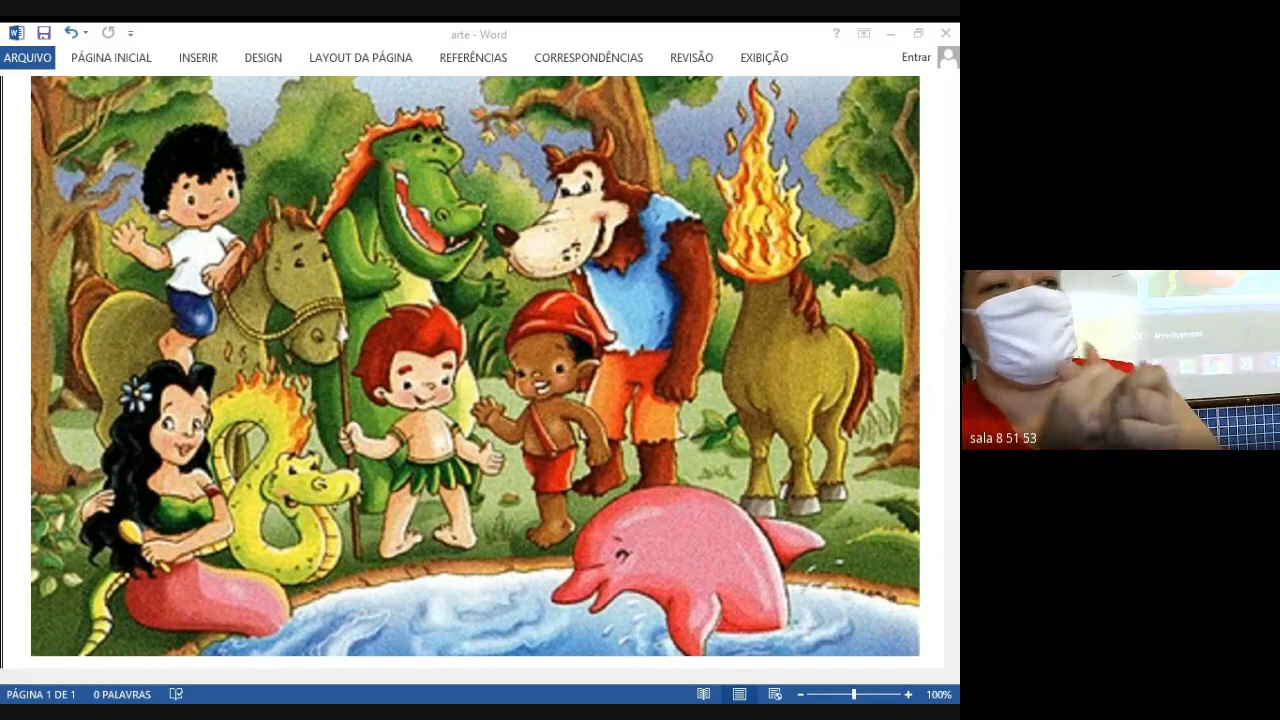 arte - Word
?
ARQUIVO PÁGINA INICIAL INSERIR DESIGN LAYOUT DA PÁGINA REFERÊNCIAS CORRESPONDÊNCIAS REVISÃO EXIBIÇÃO Entrar
sala 8 51 53
PÁGINA 1 DE 1 0 PALAVRAS 100%